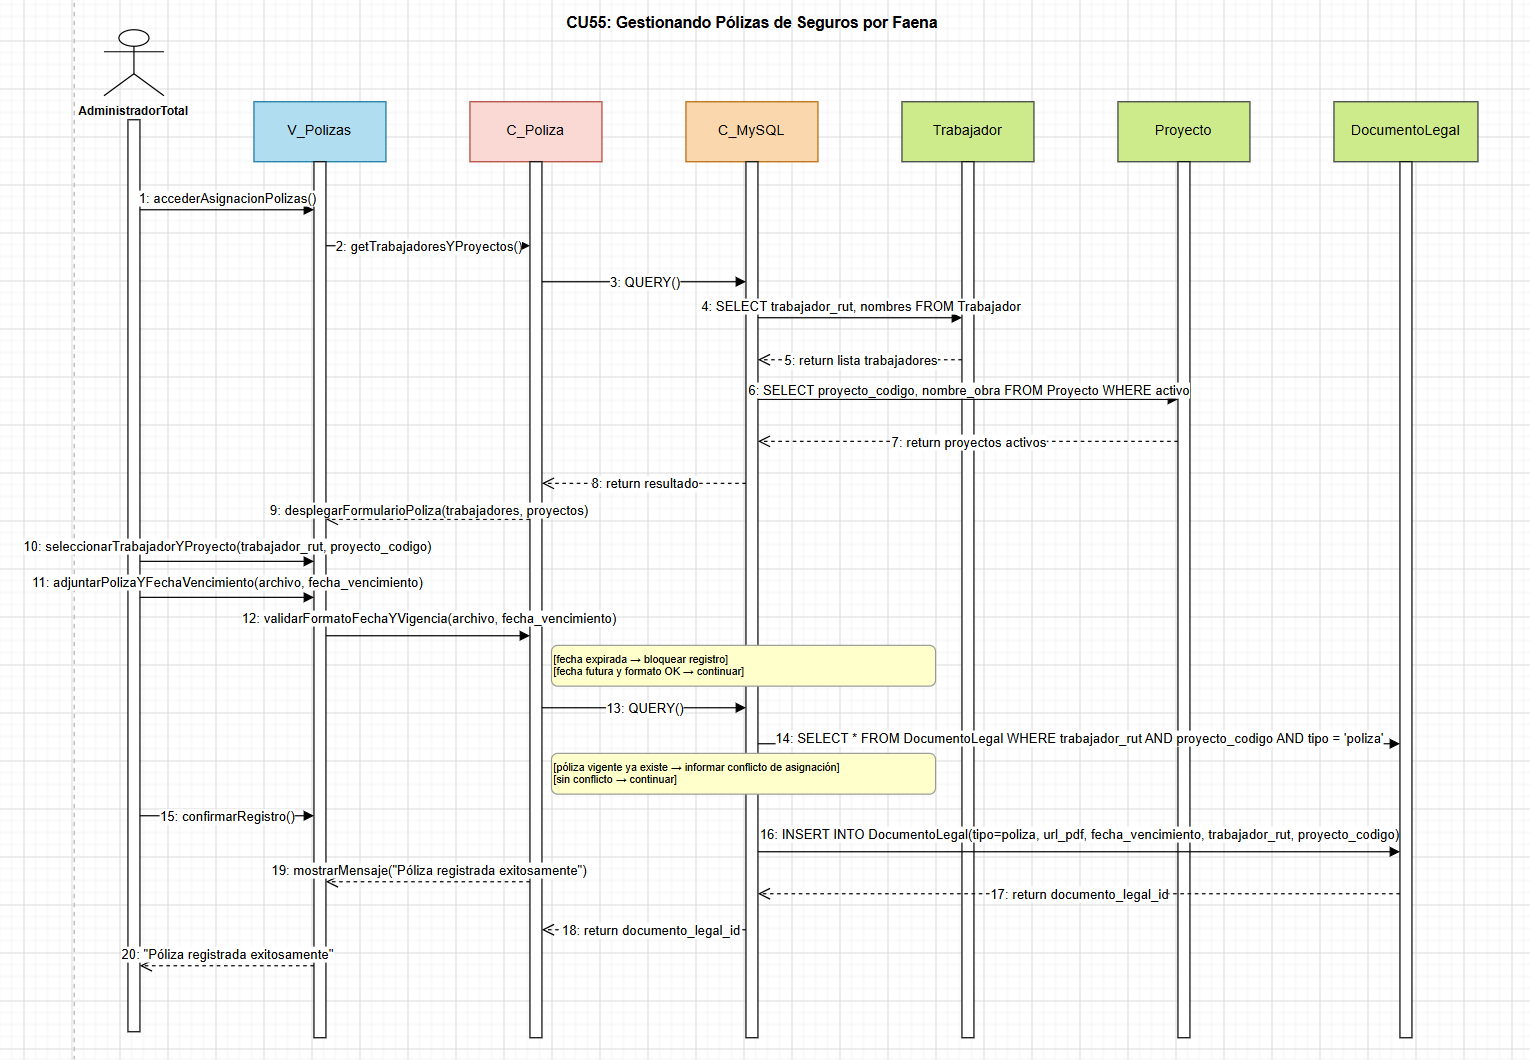 CU55: Gestionando Pólizas de Seguros por Faena
AdministradorTotal
V_Polizas
C_Poliza
C_MySQL
Trabajador
Proyecto
DocumentoLegal
1: accederAsignacionPolizas()
2: getTrabajadoresYProyectos()
3: QUERY()
4: SELECT trabajador_rut, nombres FROM Trabajador
5: return lista trabajadores
6: SELECT proyecto_codigo, nombre_obra FROM Proyecto WHERE activo
7: return proyectos activos
8: return resultado
9: desplegarFormularioPoliza(trabajadores, proyectos)
10: seleccionarTrabajadorYProyecto(trabajador_rut, proyecto_codigo)
11: adjuntarPolizaYFechaVencimiento(archivo, fecha_vencimiento)
12: validarFormatoFechaYVigencia(archivo, fecha_vencimiento)
[fecha expirada → bloquear registro]
[fecha futura y formato OK → continuar]
13: QUERY()
14: SELECT * FROM DocumentoLegal WHERE trabajador_rut AND proyecto_codigo AND tipo = 'poliza'
[póliza vigente ya existe → informar conflicto de asignación]
[sin conflicto → continuar]
15: confirmarRegistro()
16: INSERT INTO DocumentoLegal(tipo=poliza, url_pdf, fecha_vencimiento, trabajador_rut, proyecto_codigo)
19: mostrarMensaje("Póliza registrada exitosamente")
17: return documento_legal_id
18: return documento_legal_id
20: "Póliza registrada exitosamente"